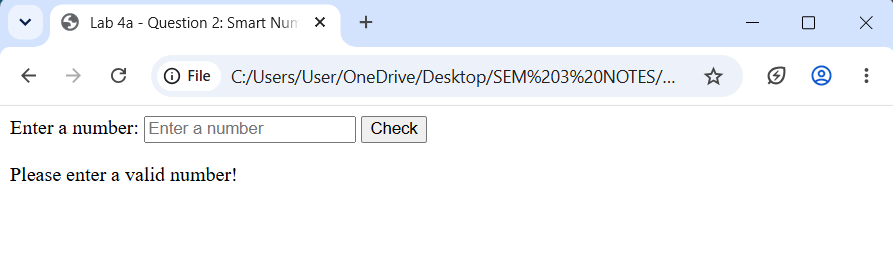 Lab 4a - Question 2: Smart Num
File C:/Users/User/OneDrive/Desktop/SEM%203%20NOTES/...
Enter a number: Enter a number Check
Please enter a valid number!